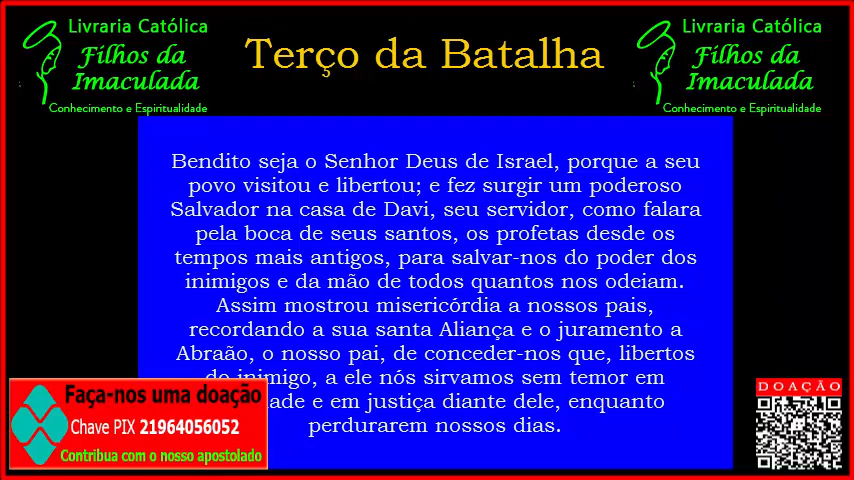 Livraria Católica
Filhos da
Imaculada
Conhecimento e Espiritualidade
Terço da Batalha
Livraria Católica
Filhos da
Imaculada
Conhecimento e Espiritualidade
Bendito seja o Senhor Deus de Israel, porque a seu
povo visitou e libertou; e fez surgir um poderoso
Salvador na casa de Davi, seu servidor, como falara
pela boca de seus santos, os profetas desde os
tempos mais antigos, para salvar-nos do poder dos
inimigos e da mão de todos quantos nos odeiam.
Assim mostrou misericórdia a nossos pais,
recordando a sua santa Aliança e o juramento a
Abraão, o nosso pai, de conceder-nos que, libertos
do inimigo, a ele nós sirvamos sem temor em
ade e em justiça diante dele, enquanto
perdurarem nossos dias.
Faça-nos uma doação
Chave PIX 21964056052
Contribua com o nosso apostolado
DOAÇÃO